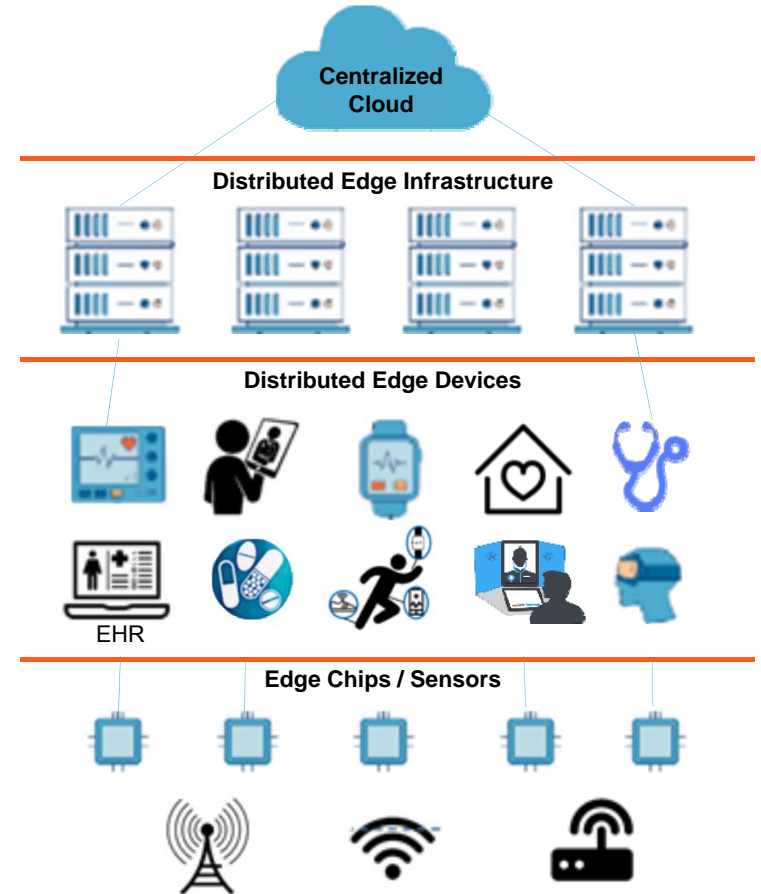 Centralized
Cloud
Distributed Edge Infrastructure
Distributed Edge Devices
EHR
Edge Chips / Sensors